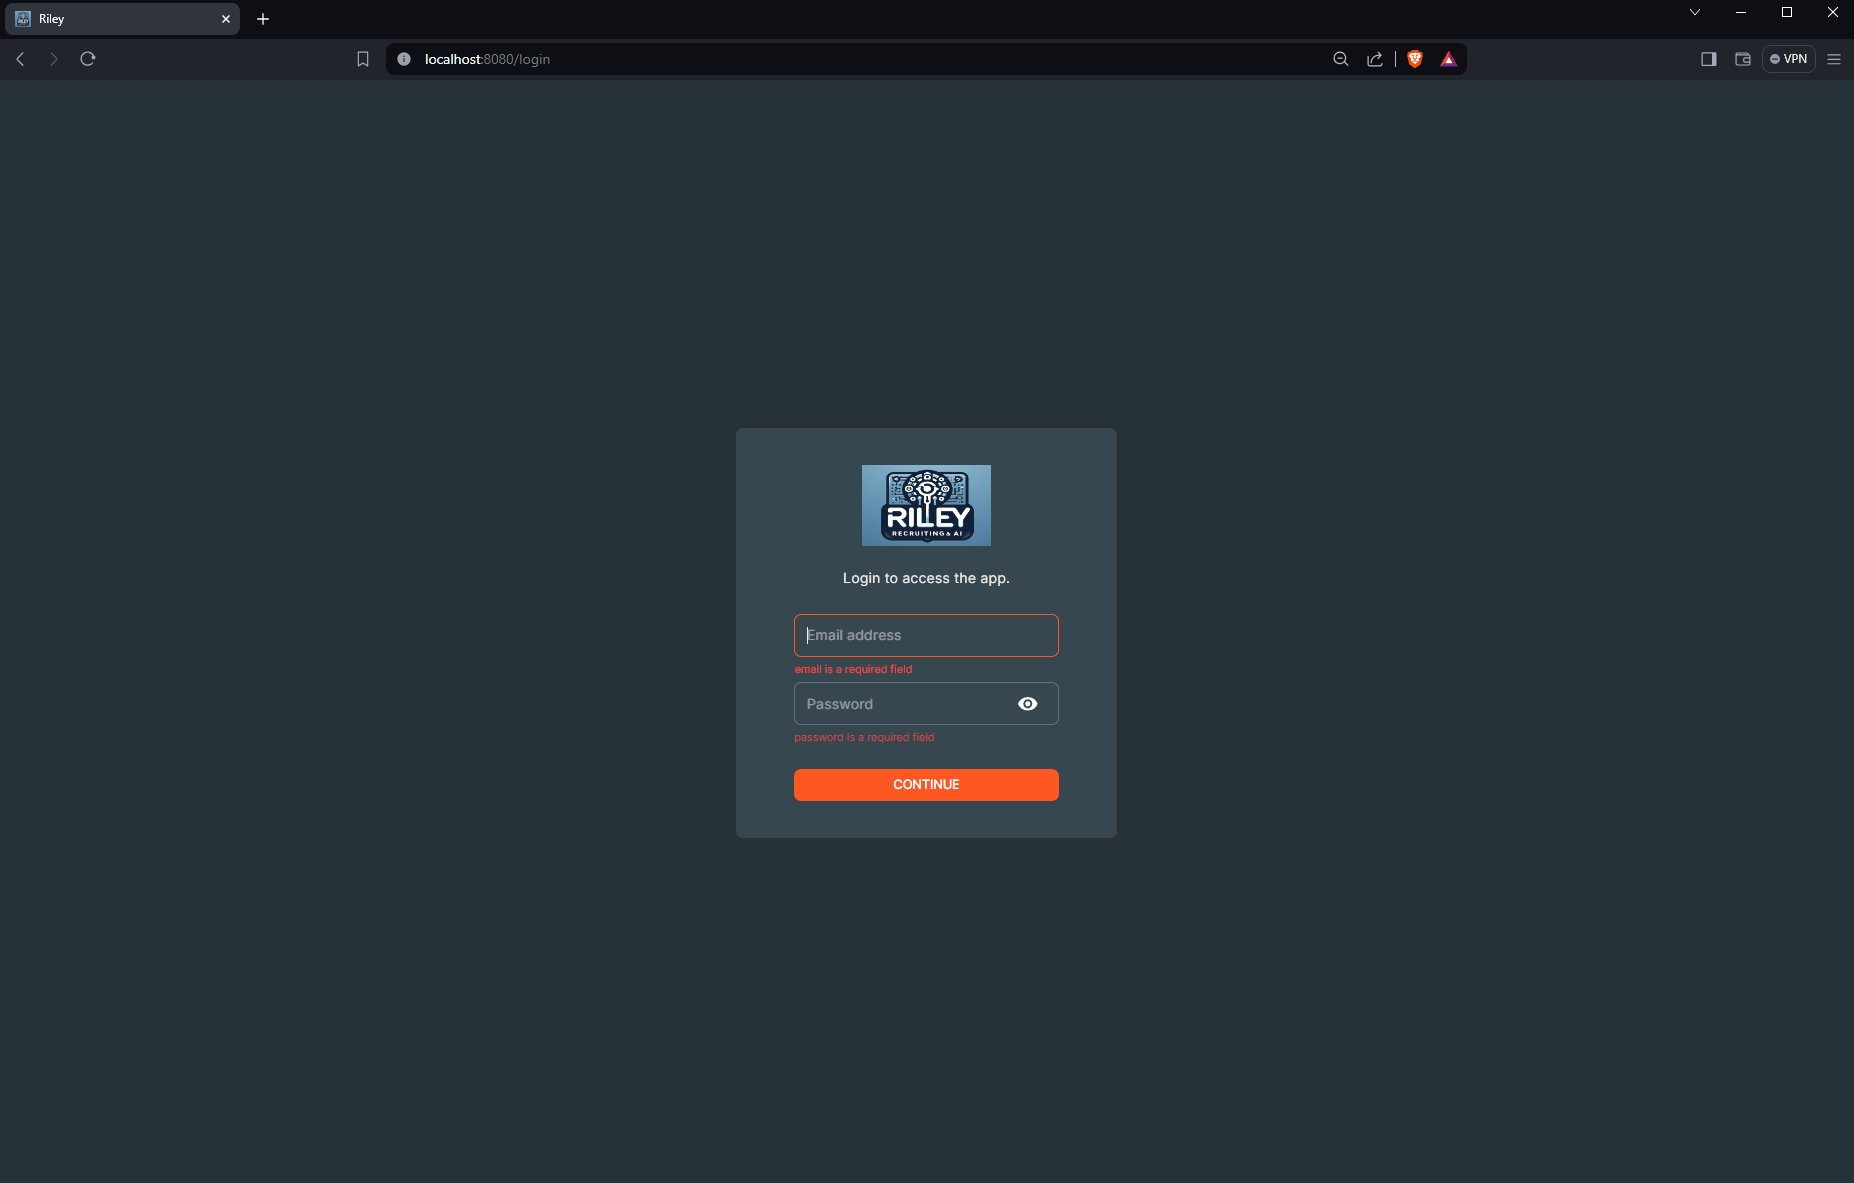 Riley
localhost:8080/login
VPN
RILEY
RECRUITING & AI
Login to access the app.
Email address
email is a required field
Password
password is a required field
CONTINUE